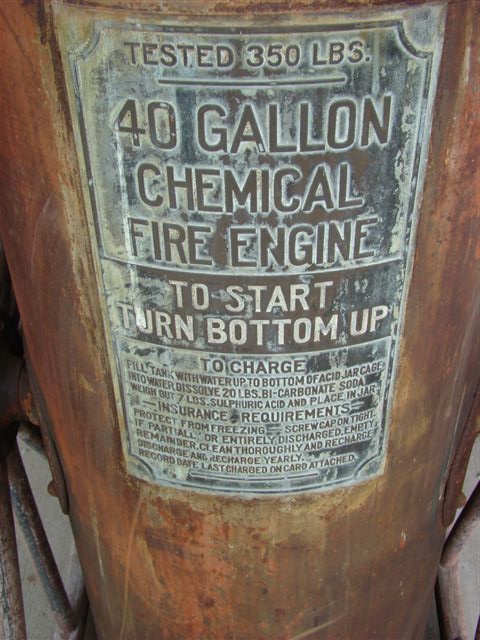 TESTED 350 LBS.
40 GALLON
CHEMICAL
FIRE ENGINE
TO START
TURN BOTTOM UP
TO CHARGE
FILL TANK WITH WATER UP TO BOTTOM OF ACID JAR CAGE
INTO WATER DISSOLVE 20 LBS. BI-CARBONATE SODA
WEIGH OUT 7 LDS. SULPHURIC ACID AND PLACE IN JAR
INSURANCE REQUIREMENTS
PROTECT FROM FREEZING = SCREW CAP ON TIGHT.
IF PARTIALLY OR ENTIRELY DISCHARGED, EMPTY
REMAINDER, CLEAN THOROUGHLY AND RECHARGE
DISCHARGE AND RECHARGE YEARLY.
RECORD DATE LAST CHARGED ON CARD ATTACHED.